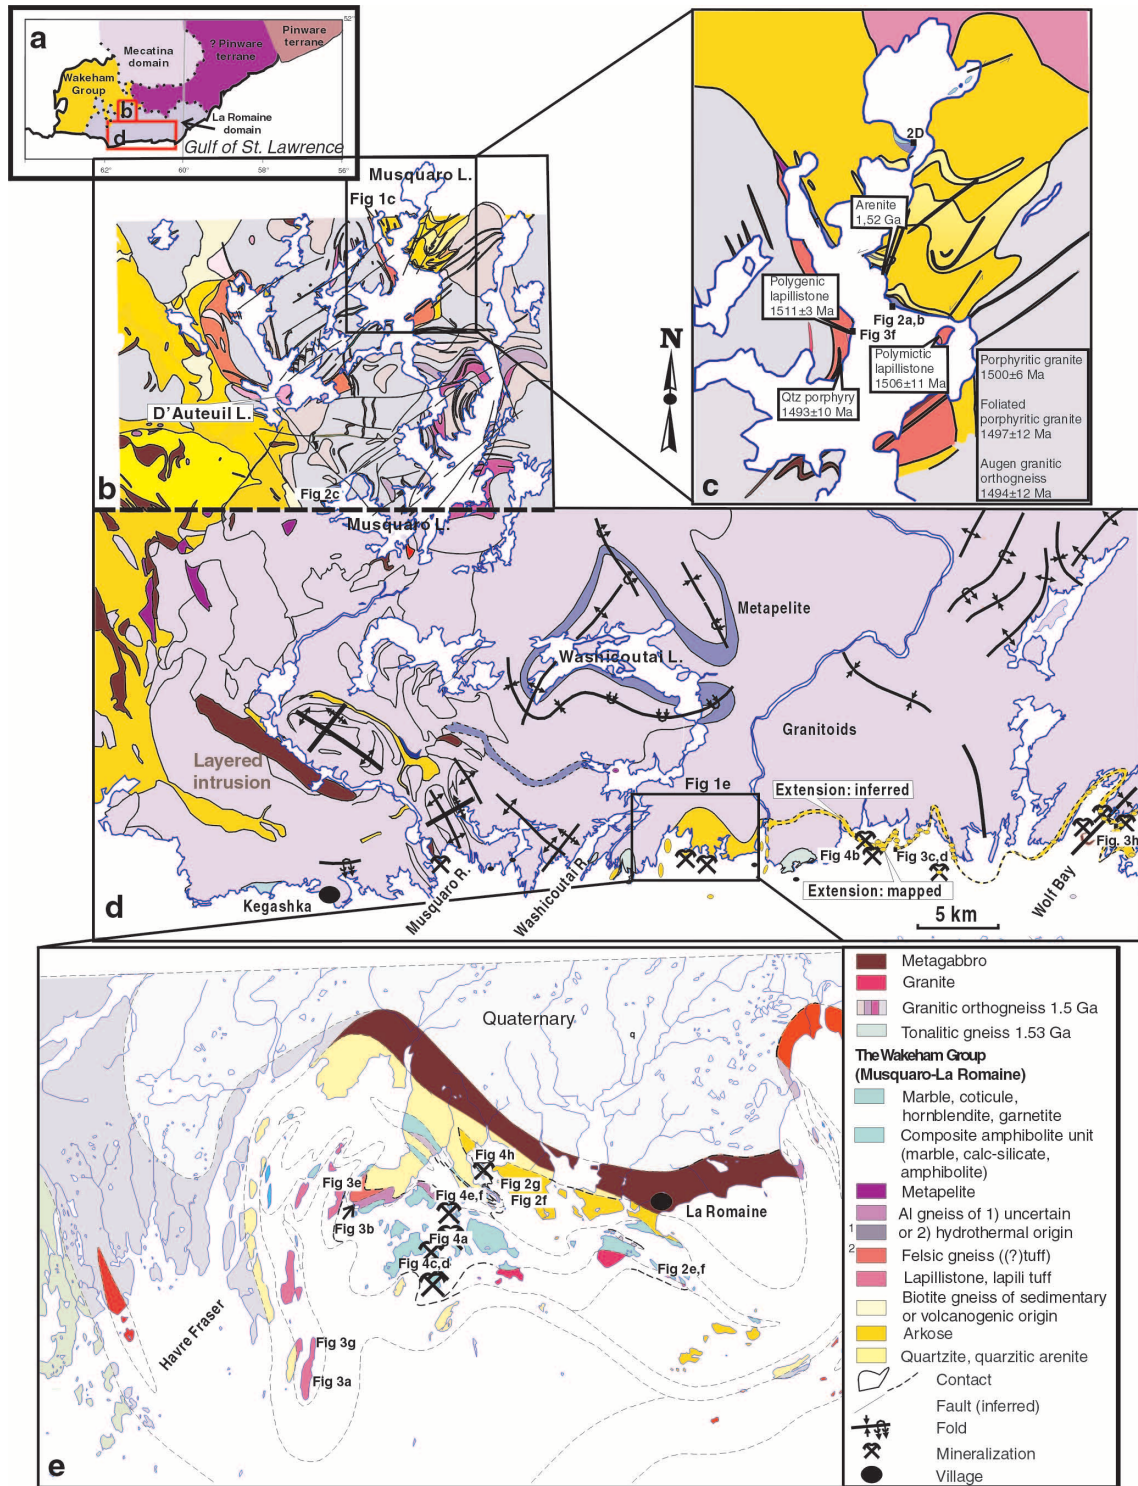 a
52°
Mecatina
domain
? Pinware
terrane
Pinware
terrane
Wakeham
Group
b
d
La Romaine
domain
Gulf of St. Lawrence
62°
60°
58°
56°
Musquaro L.
Fig 1c
D'Auteuil L.
Fig 2c
b
2D
Arenite
1,52 Ga
Polygenic
lapillistone
1511±3 Ma
Fig 2a,b
Fig 3f
Polymictic
lapillistone
1506±11 Ma
Qtz porphyry
1493±10 Ma
Porphyritic granite
1500±6 Ma
Foliated
porphyritic granite
1497±12 Ma
Augen granitic
orthogneiss
1494±12 Ma
N
c
Musquaro L.
Metapelite
Washicoutai L.
Granitoids
Layered
intrusion
Fig 1e
Extension: inferred
Fig 4b
Fig 3c,d
Fig. 3h
Extension: mapped
Kegashka
Musquaro R.
Washicoutai R.
Wolf Bay
5 km
d
Quaternary
q
Fig 4h
Fig 3e
Fig 2g
Fig 4e,f
Fig 2f
Fig 3b
La Romaine
Fig 4a
Fig 4c,d
Fig 2e,f
Havre Fraser
Fig 3g
Fig 3a
e
Metagabbro
Granite
Granitic orthogneiss 1.5 Ga
Tonalitic gneiss 1.53 Ga
The Wakeham Group
(Musquaro-La Romaine)
Marble, coticule,
hornblendite, garnetite
Composite amphibolite unit
(marble, calc-silicate,
amphibolite)
Metapelite
Al gneiss of 1) uncertain
1
or 2) hydrothermal origin
2
Felsic gneiss ((?)tuff)
Lapillistone, lapili tuff
Biotite gneiss of sedimentary
or volcanogenic origin
Arkose
Quartzite, quarzitic arenite
Contact
Fault (inferred)
Fold
Mineralization
Village